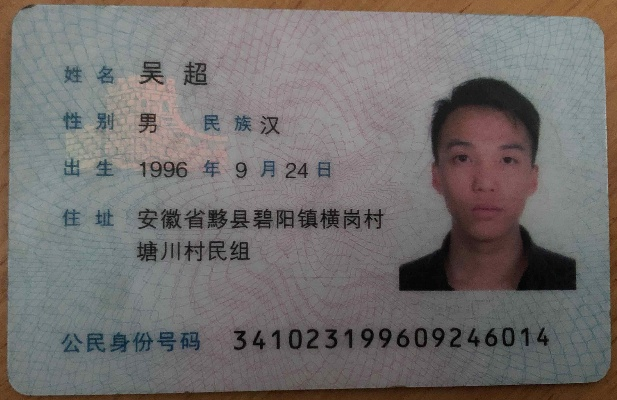 姓名 吴超
性别 男 民族 汉
出生 1996 年 9 月 24 日
住址 安徽省黟县碧阳镇横岗村
塘川村民组
公民身份号码 341023199609246014